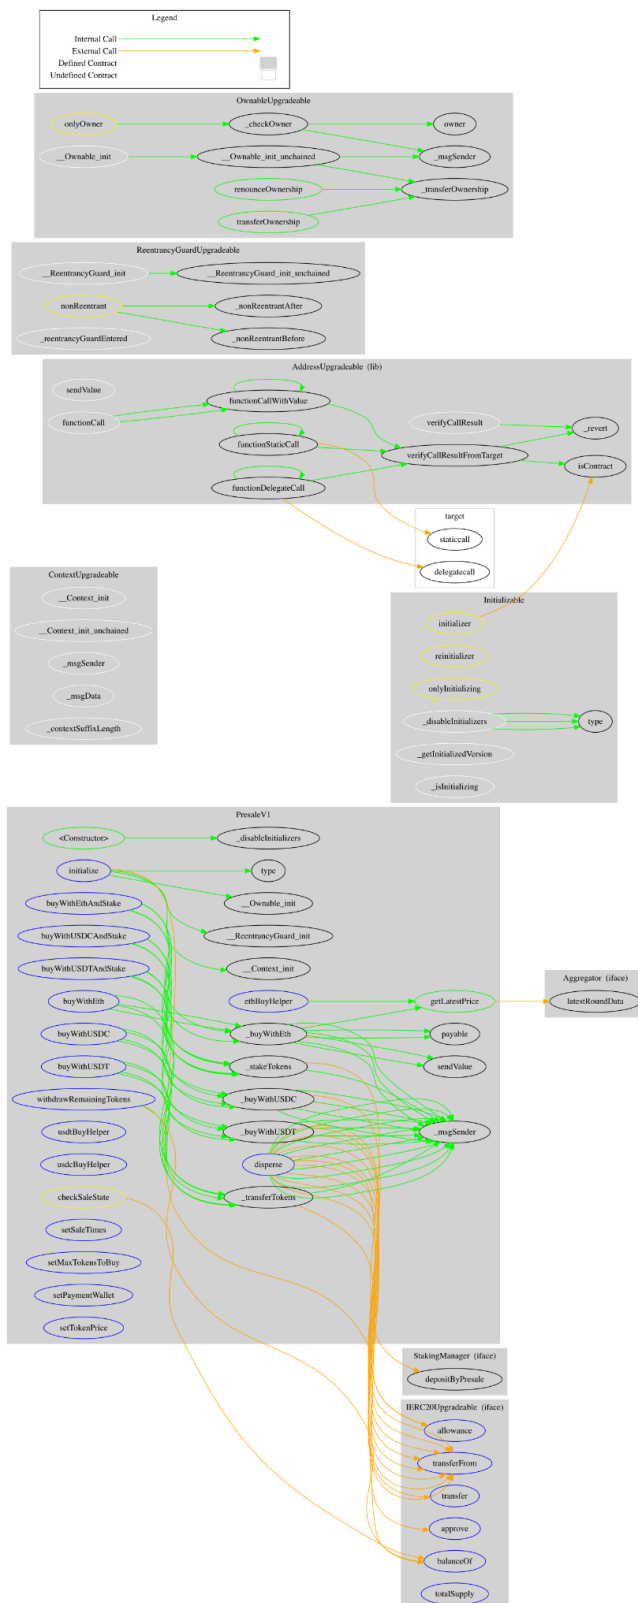 Legend
Internal Call
External Call
Defined Contract
Undefined Contract
OwnableUpgradeable
onlyOwner
_checkOwner
owner
__Ownable_init
__Ownable_init_unchained
_msgSender
renounceOwnership
_transferOwnership
transferOwnership
ReentrancyGuardUpgradeable
__ReentrancyGuard_init
__ReentrancyGuard_init_unchained
nonReentrant
_nonReentrantAfter
_reentrancyGuardEntered
_nonReentrantBefore
AddressUpgradeable (lib)
sendValue
functionCallWithValue
functionCall
verifyCallResult
_revert
functionStaticCall
verifyCallResultFromTarget
isContract
functionDelegateCall
target
staticcall
delegatecall
ContextUpgradeable
__Context_init
__Context_init_unchained
_msgSender
_msgData
_contextSuffixLength
Initializable
initializer
reinitializer
onlyInitializing
_disableInitializers
type
_getInitializedVersion
_isInitializing
PresaleV1
<Constructor>
_disableInitializers
initialize
type
buyWithEthAndStake
__Ownable_init
buyWithUSDCAndStake
__ReentrancyGuard_init
buyWithUSDTAndStake
__Context_init
Aggregator (iface)
buyWithEth
ethBuyHelper
getLatestPrice
latestRoundData
buyWithUSDC
_buyWithEth
payable
buyWithUSDT
_stakeTokens
sendValue
withdrawRemainingTokens
_buyWithUSDC
usdtBuyHelper
_buyWithUSDT
_msgSender
usdcBuyHelper
disperse
checkSaleState
_transferTokens
setSaleTimes
setMaxTokensToBuy
setPaymentWallet
setTokenPrice
StakingManager (iface)
depositByPresale
IERC20Upgradeable (iface)
allowance
transferFrom
transfer
approve
balanceOf
totalSupply